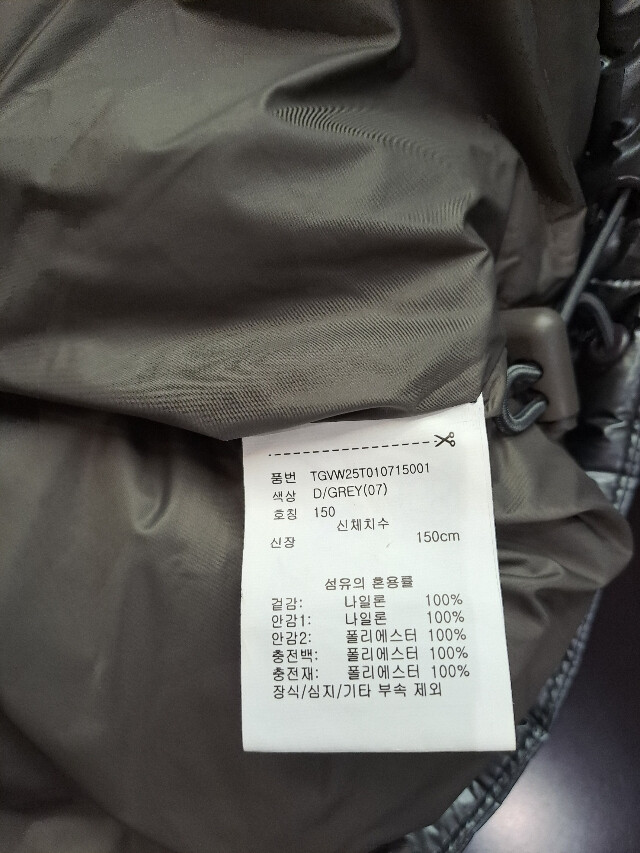 품번 TGVW25T010715001
색상 D/GREY(07)
호칭 150
신체치수
신장 150cm
섬유의 혼용률
겉감: 나일론 100%
안감1: 나일론 100%
안감2: 폴리에스터 100%
충전백: 폴리에스터 100%
충전재: 폴리에스터 100%
장식/심지/기타 부속 제외